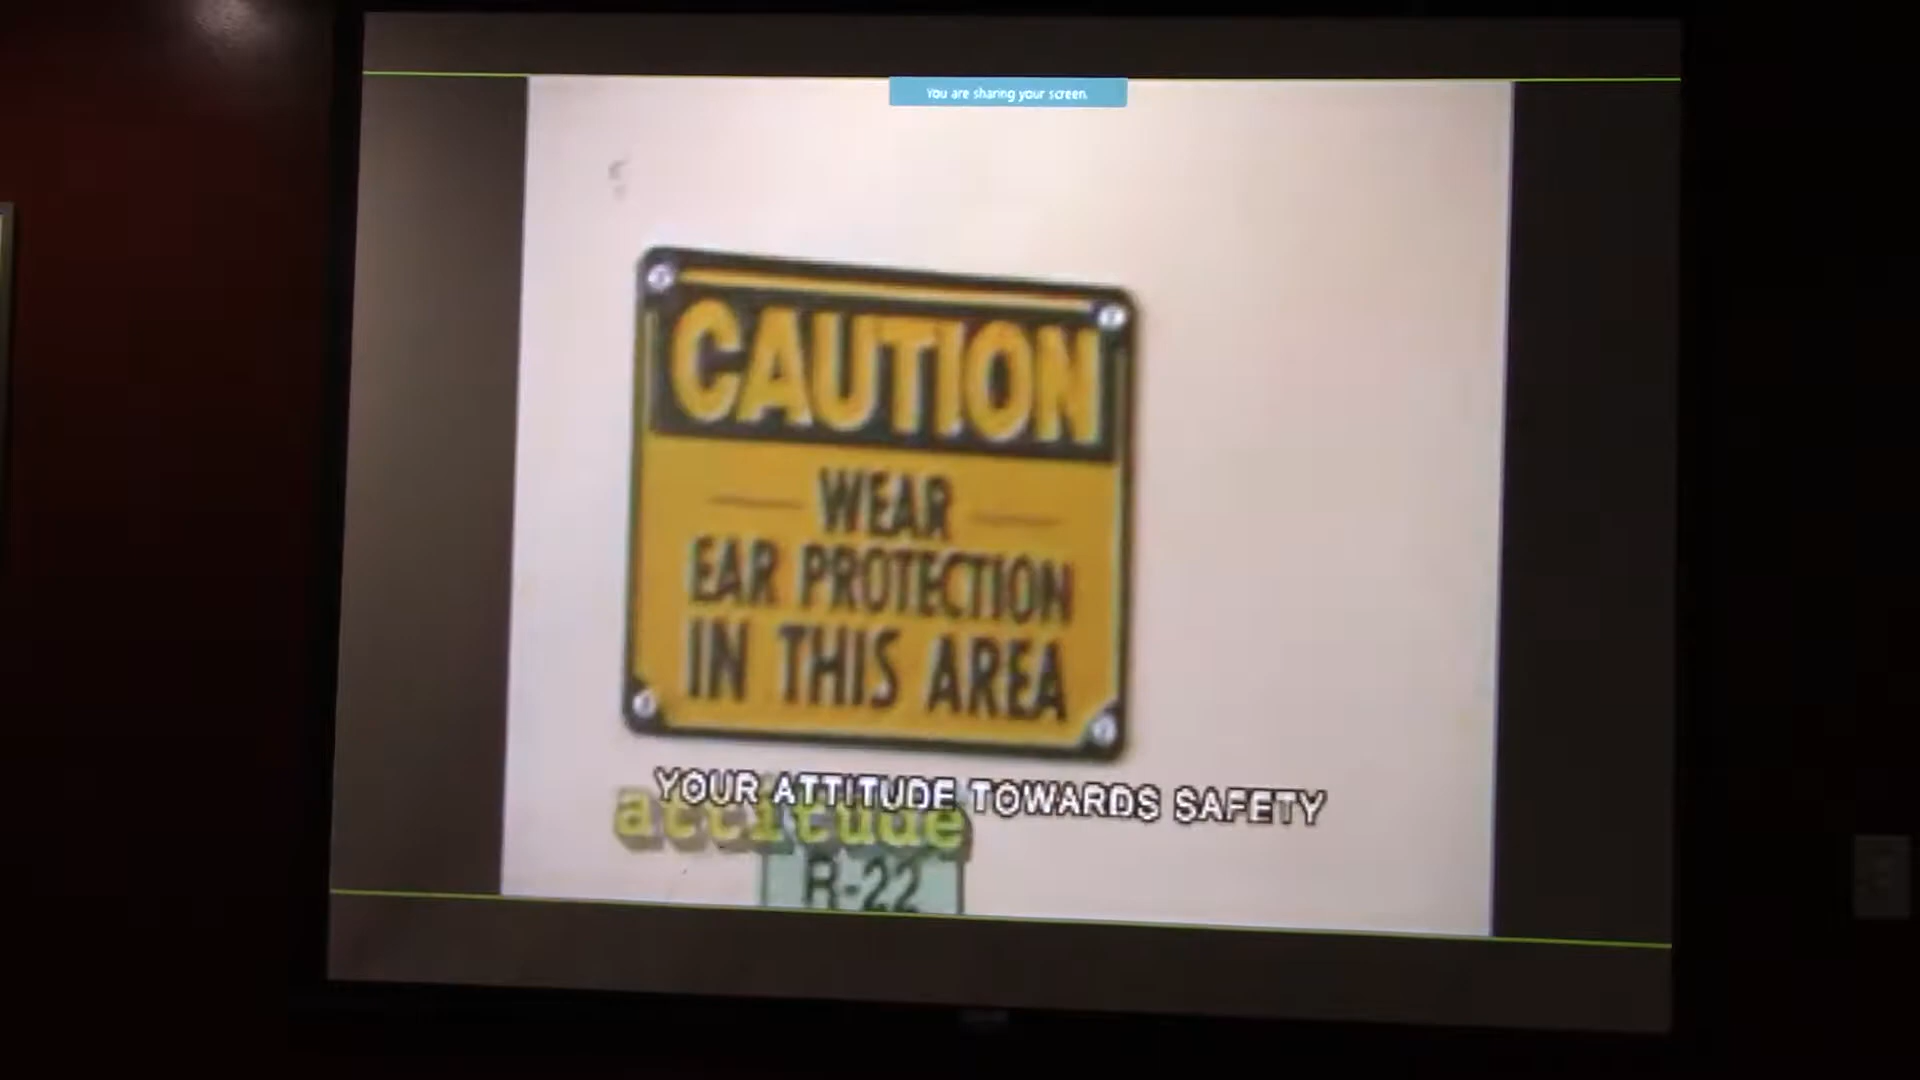 You are sharing your screen.
CAUTION
WEAR
EAR PROTECTION
IN THIS AREA
YOUR ATTITUDE TOWARDS SAFETY
attitude
R-22